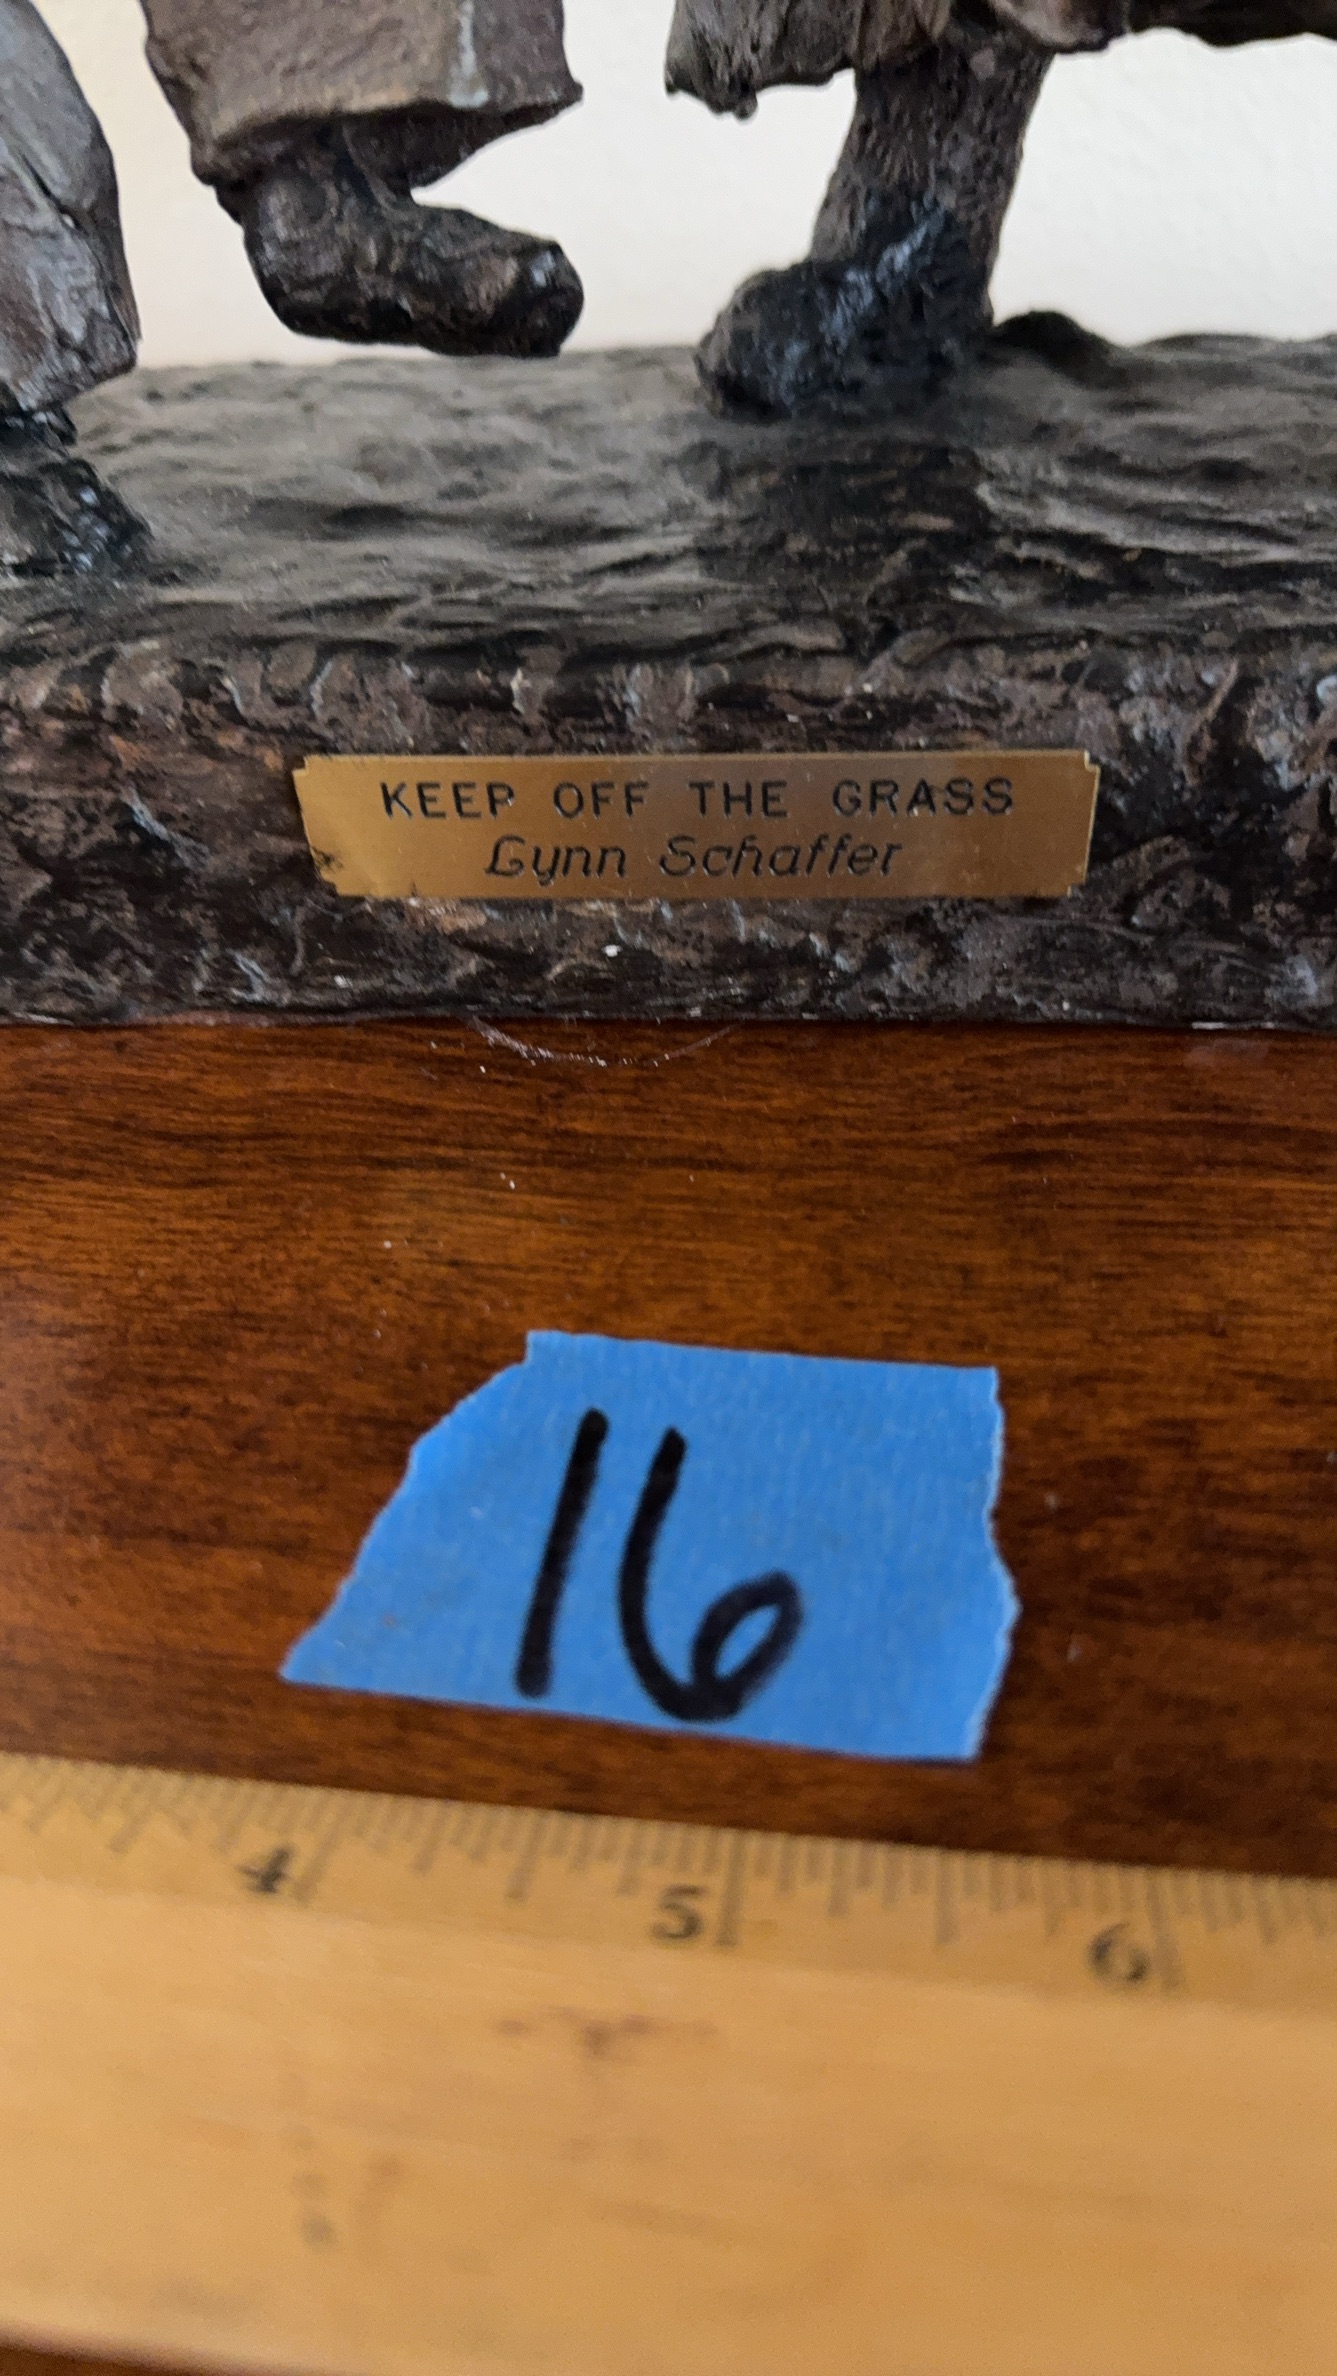 KEEP OFF THE GRASS
Lynn Schaffer
16
4 5 6